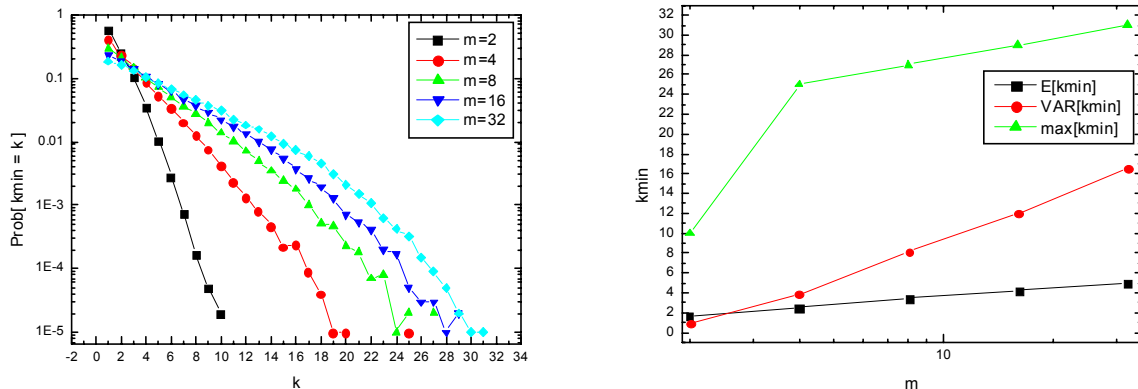 1
0.1
0.01
1E-3
1E-4
1E-5
Prob[ kmin = k ]
-2 0 2 4 6 8 10 12 14 16 18 20 22 24 26 28 30 32 34
k
m=2
m=4
m=8
m=16
m=32
32
30
28
26
24
22
20
18
16
14
12
10
8
6
4
2
0
kmin
10
m
E[kmin]
VAR[kmin]
max[kmin]